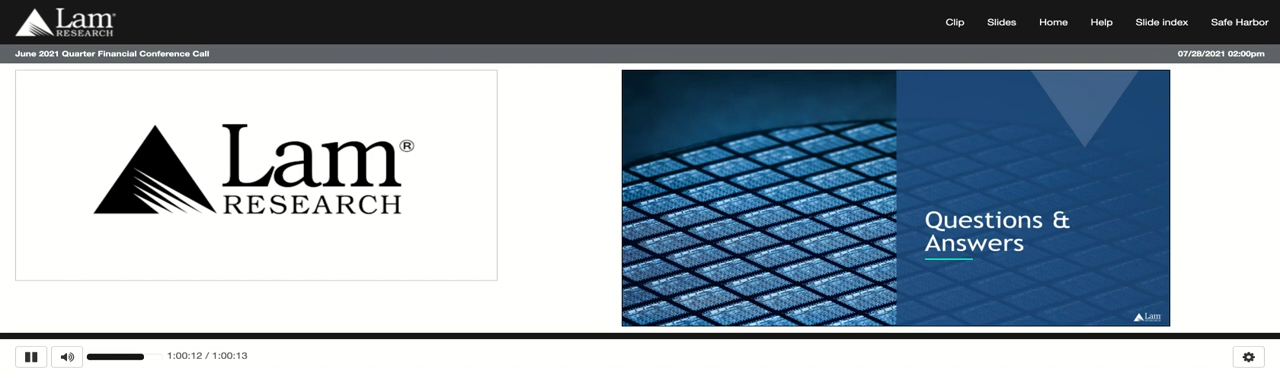 Lam
RESEARCH
Clip Slides Home Help Slide index Safe Harbor
June 2021 Quarter Financial Conference Call 07/28/2021 02:00pm
Lam®
RESEARCH
Questions &
Answers
Lam
RESEARCH
1:00:12 / 1:00:13